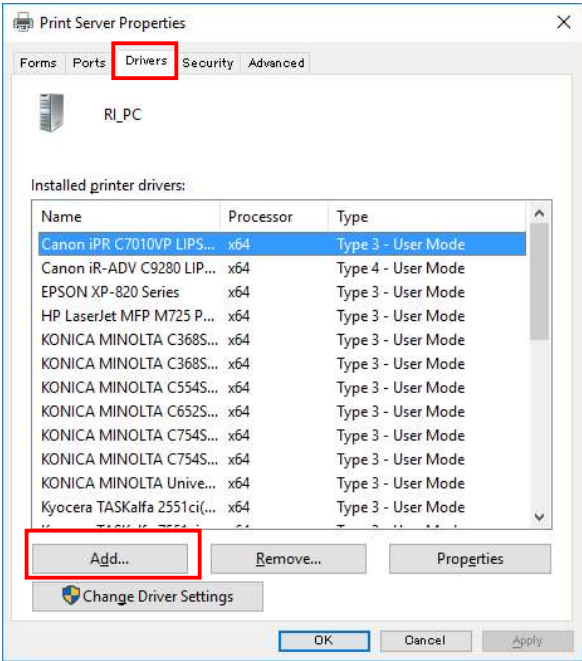 Print Server Properties
Forms Ports Drivers Security Advanced
RI_PC
Installed printer drivers:
Name Processor Type
Canon iPR C7010VP LIPS... x64 Type 3 - User Mode
Canon iR-ADV C9280 LIP... x64 Type 4 - User Mode
EPSON XP-820 Series x64 Type 3 - User Mode
HP LaserJet MFP M725 P... x64 Type 3 - User Mode
KONICA MINOLTA C368S... x64 Type 3 - User Mode
KONICA MINOLTA C368S... x64 Type 3 - User Mode
KONICA MINOLTA C554S... x64 Type 3 - User Mode
KONICA MINOLTA C652S... x64 Type 3 - User Mode
KONICA MINOLTA C754S... x64 Type 3 - User Mode
KONICA MINOLTA C754S... x64 Type 3 - User Mode
KONICA MINOLTA Unive... x64 Type 3 - User Mode
Kyocera TASKalfa 2551ci(... x64 Type 3 - User Mode
Add... Remove... Properties
Change Driver Settings
OK Cancel Apply